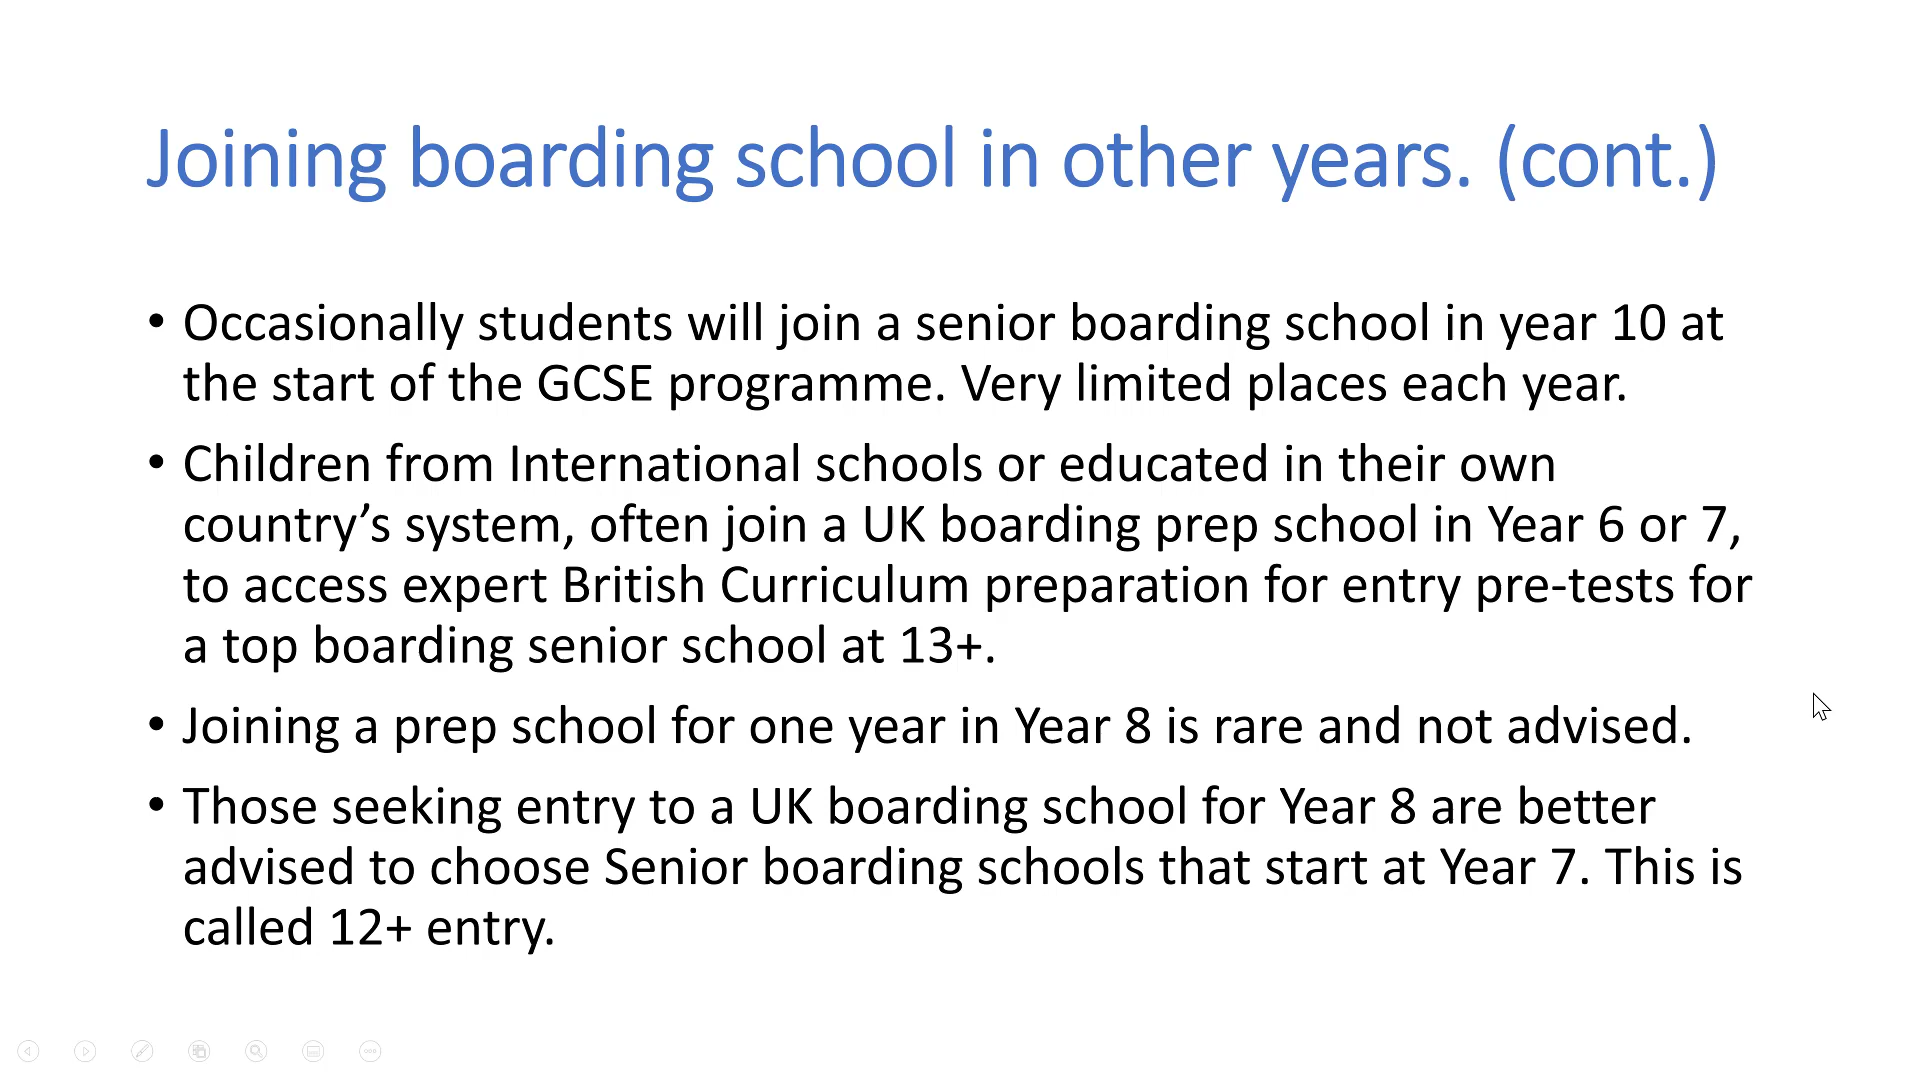 Joining boarding school in other years. (cont.)
• Occasionally students will join a senior boarding school in year 10 at
the start of the GCSE programme. Very limited places each year.
• Children from International schools or educated in their own
country’s system, often join a UK boarding prep school in Year 6 or 7,
to access expert British Curriculum preparation for entry pre-tests for
a top boarding senior school at 13+.
• Joining a prep school for one year in Year 8 is rare and not advised.
• Those seeking entry to a UK boarding school for Year 8 are better
advised to choose Senior boarding schools that start at Year 7. This is
called 12+ entry.